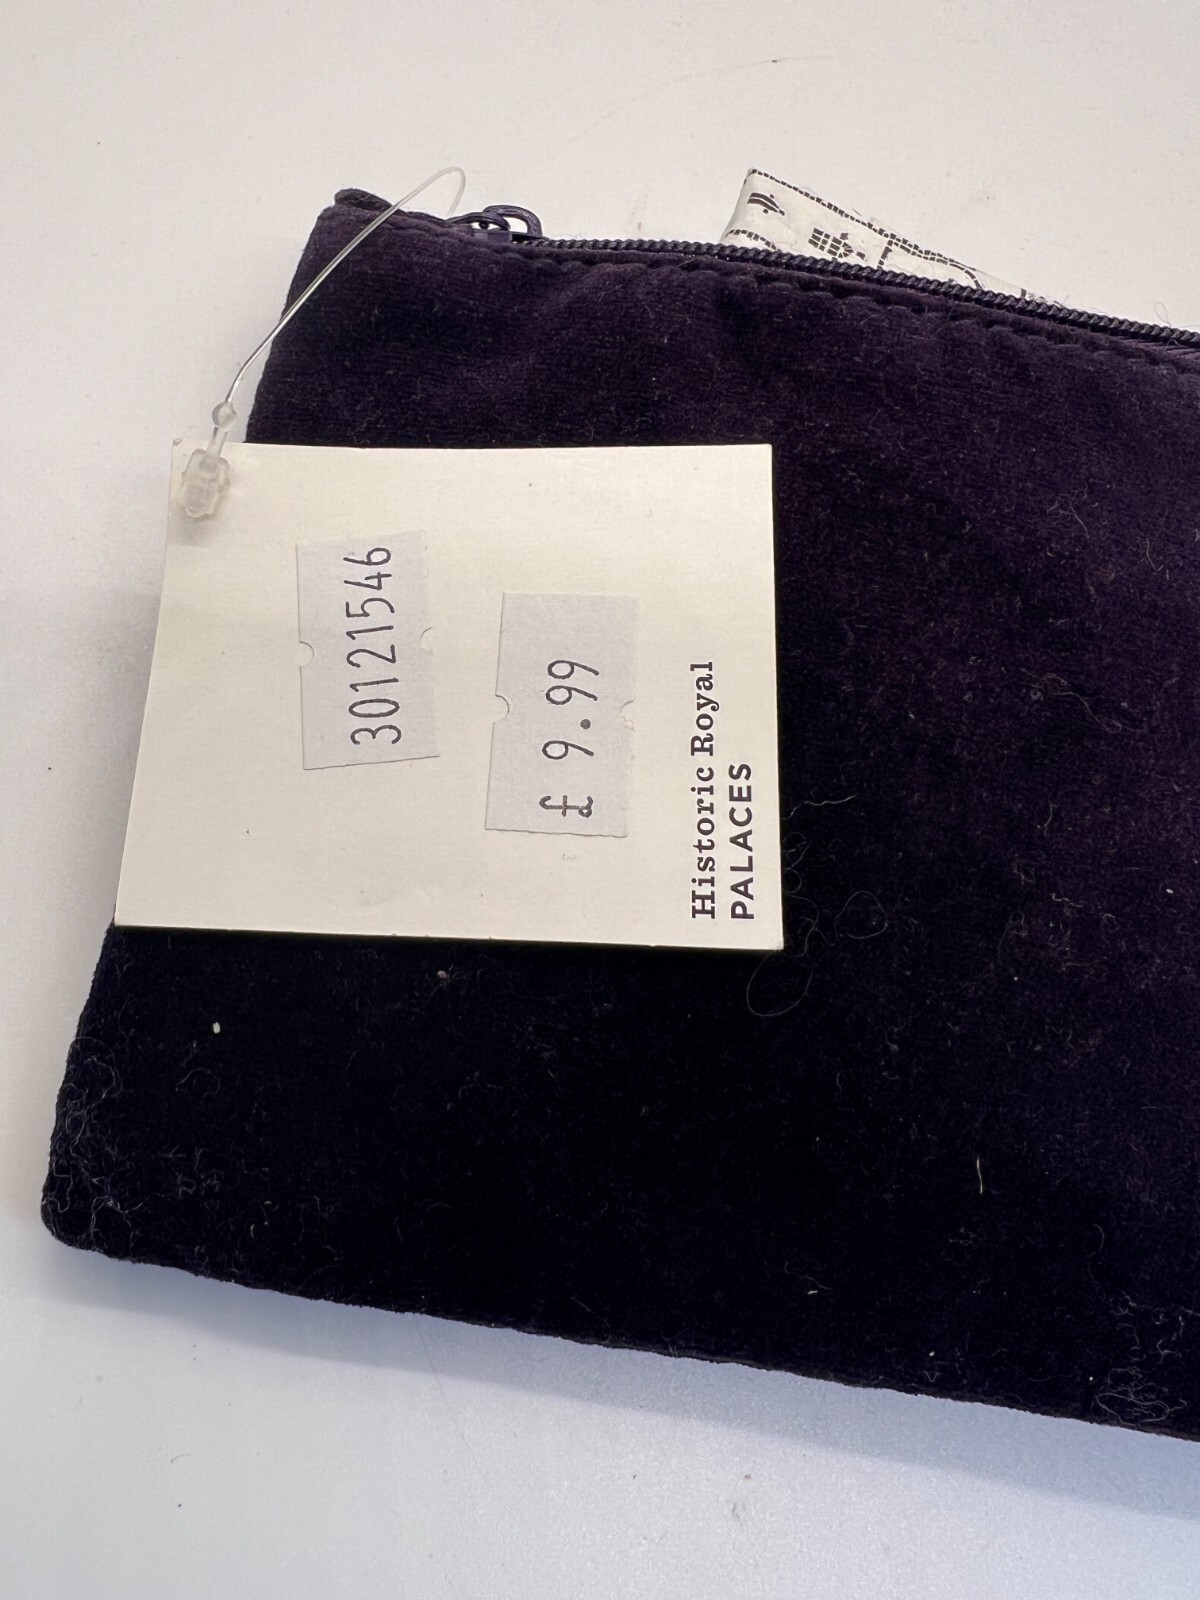 30121546
£ 9.99
Historic Royal
PALACES